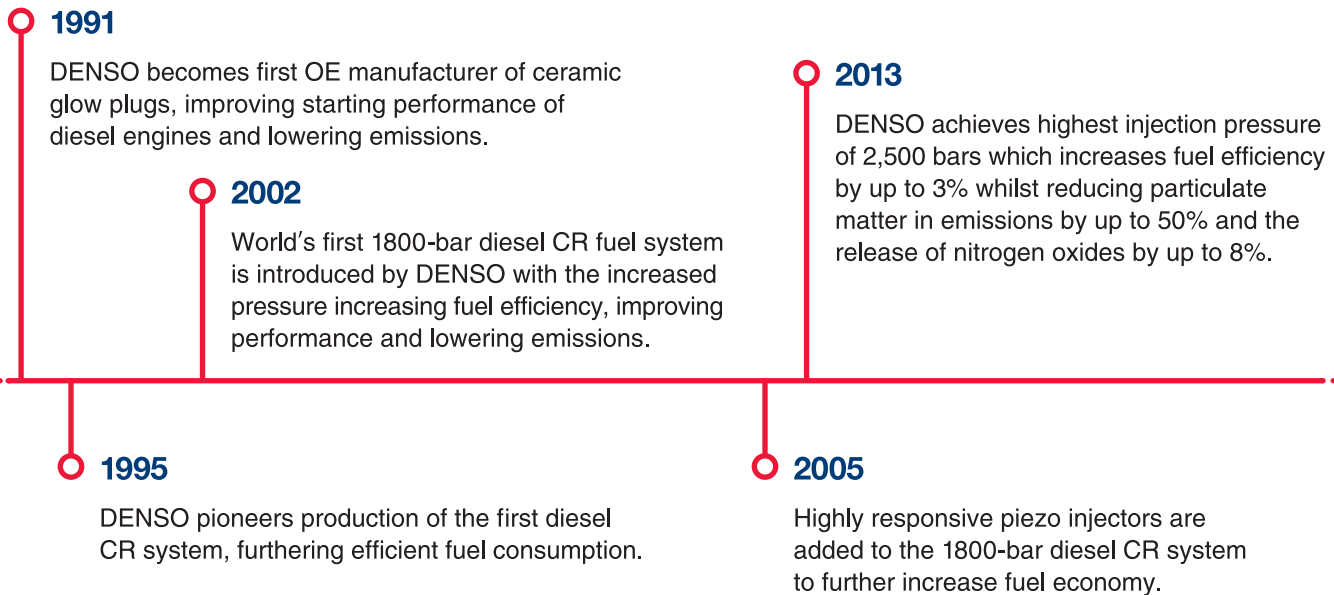 1991
DENSO becomes first OE manufacturer of ceramic
glow plugs, improving starting performance of
diesel engines and lowering emissions.
1995
DENSO pioneers production of the first diesel
CR system, furthering efficient fuel consumption.
2002
World's first 1800-bar diesel CR fuel system
is introduced by DENSO with the increased
pressure increasing fuel efficiency, improving
performance and lowering emissions.
2005
Highly responsive piezo injectors are
added to the 1800-bar diesel CR system
to further increase fuel economy.
2013
DENSO achieves highest injection pressure
of 2,500 bars which increases fuel efficiency
by up to 3% whilst reducing particulate
matter in emissions by up to 50% and the
release of nitrogen oxides by up to 8%.